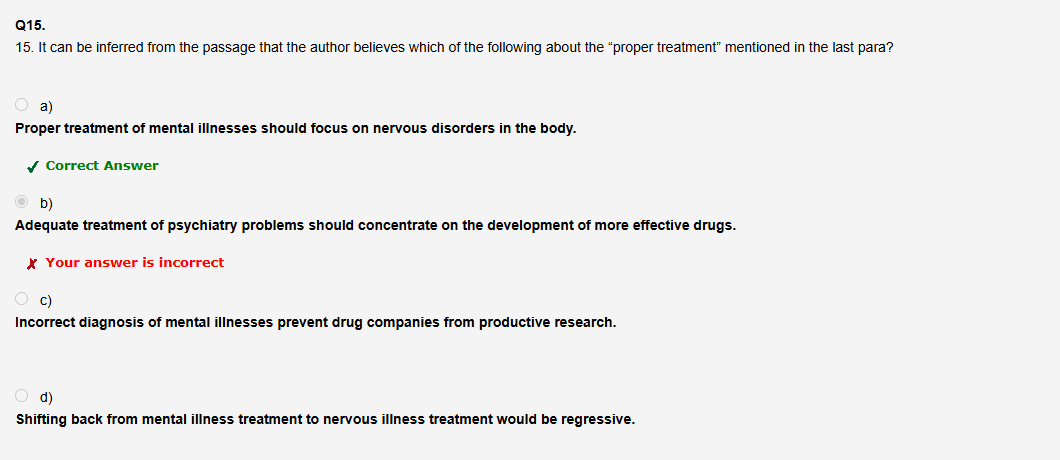 Q15.
15. It can be inferred from the passage that the author believes which of the following about the “proper treatment” mentioned in the last para?
a)
Proper treatment of mental illnesses should focus on nervous disorders in the body.
✓ Correct Answer
b)
Adequate treatment of psychiatry problems should concentrate on the development of more effective drugs.
✗ Your answer is incorrect
c)
Incorrect diagnosis of mental illnesses prevent drug companies from productive research.
d)
Shifting back from mental illness treatment to nervous illness treatment would be regressive.